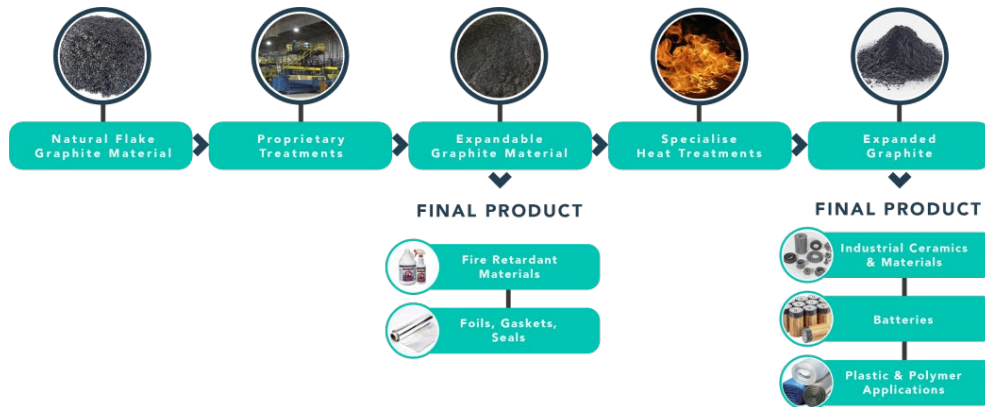 Natural Flake
Graphite Material
Proprietary
Treatments
Expandable
Graphite Material
Specialise
Heat Treatments
Expanded
Graphite
FINAL PRODUCT
Fire Retardant
Materials
Foils, Gaskets,
Seals
FINAL PRODUCT
Industrial Ceramics
& Materials
Batteries
Plastic & Polymer
Applications